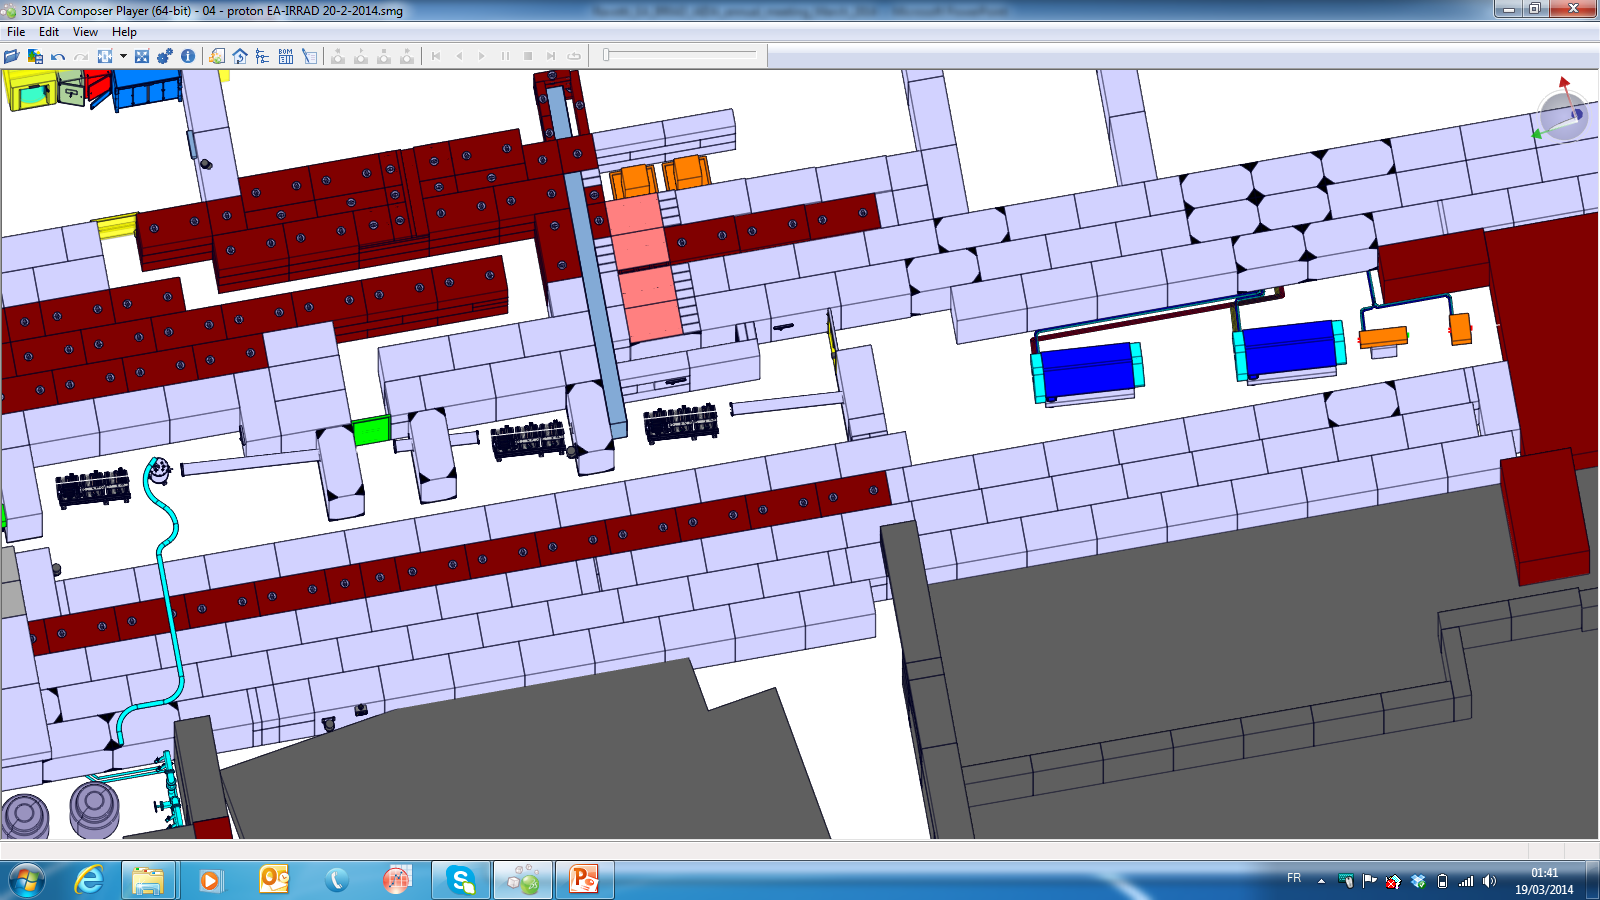 3DVIA Composer Player (64-bit) - 04 - proton EA-IRRAD 20-2-2014.smg
File Edit View Help
BOM
FR
01:41
19/03/2014